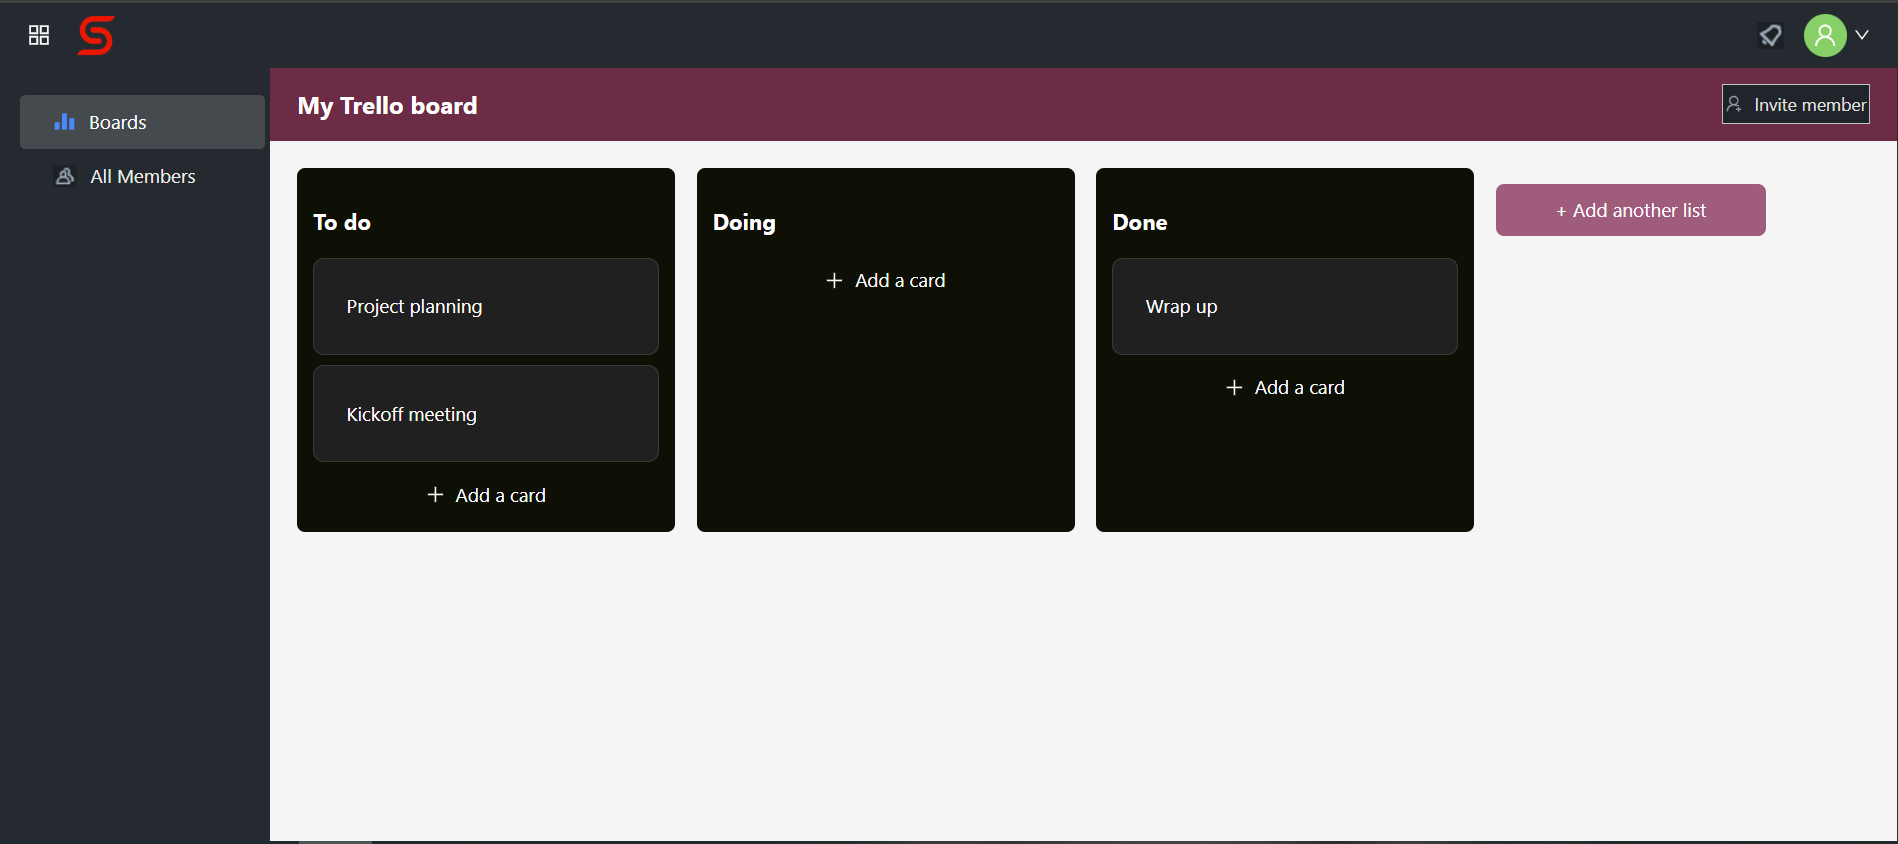 My Trello board
Invite member
Boards
All Members
To do
Project planning
Kickoff meeting
+ Add a card
Doing
+ Add a card
Done
Wrap up
+ Add a card
+ Add another list